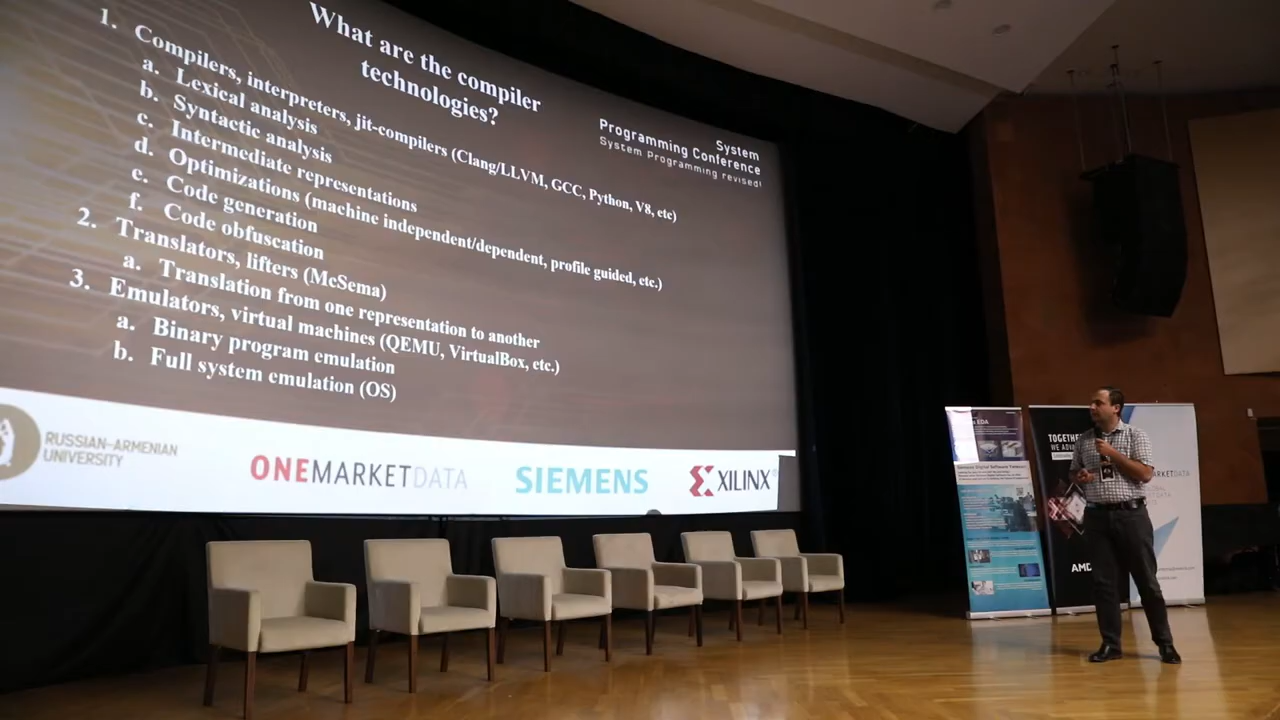 What are the compiler
technologies?
System
Programming Conference
System Programming revised!
1. Compilers, interpreters, jit-compilers (Clang/LLVM, GCC, Python, V8, etc)
a. Lexical analysis
b. Syntactic analysis
c. Intermediate representations
d. Optimizations (machine independent/dependent, profile guided, etc.)
e. Code generation
f. Code obfuscation
2. Translators, lifters (McSema)
a. Translation from one representation to another
3. Emulators, virtual machines (QEMU, VirtualBox, etc.)
a. Binary program emulation
b. Full system emulation (OS)
RUSSIAN-ARMENIAN
UNIVERSITY
ONEMARKETDATA
SIEMENS
XILINX
EDA
TOGETHE
WE ADVA
AMD